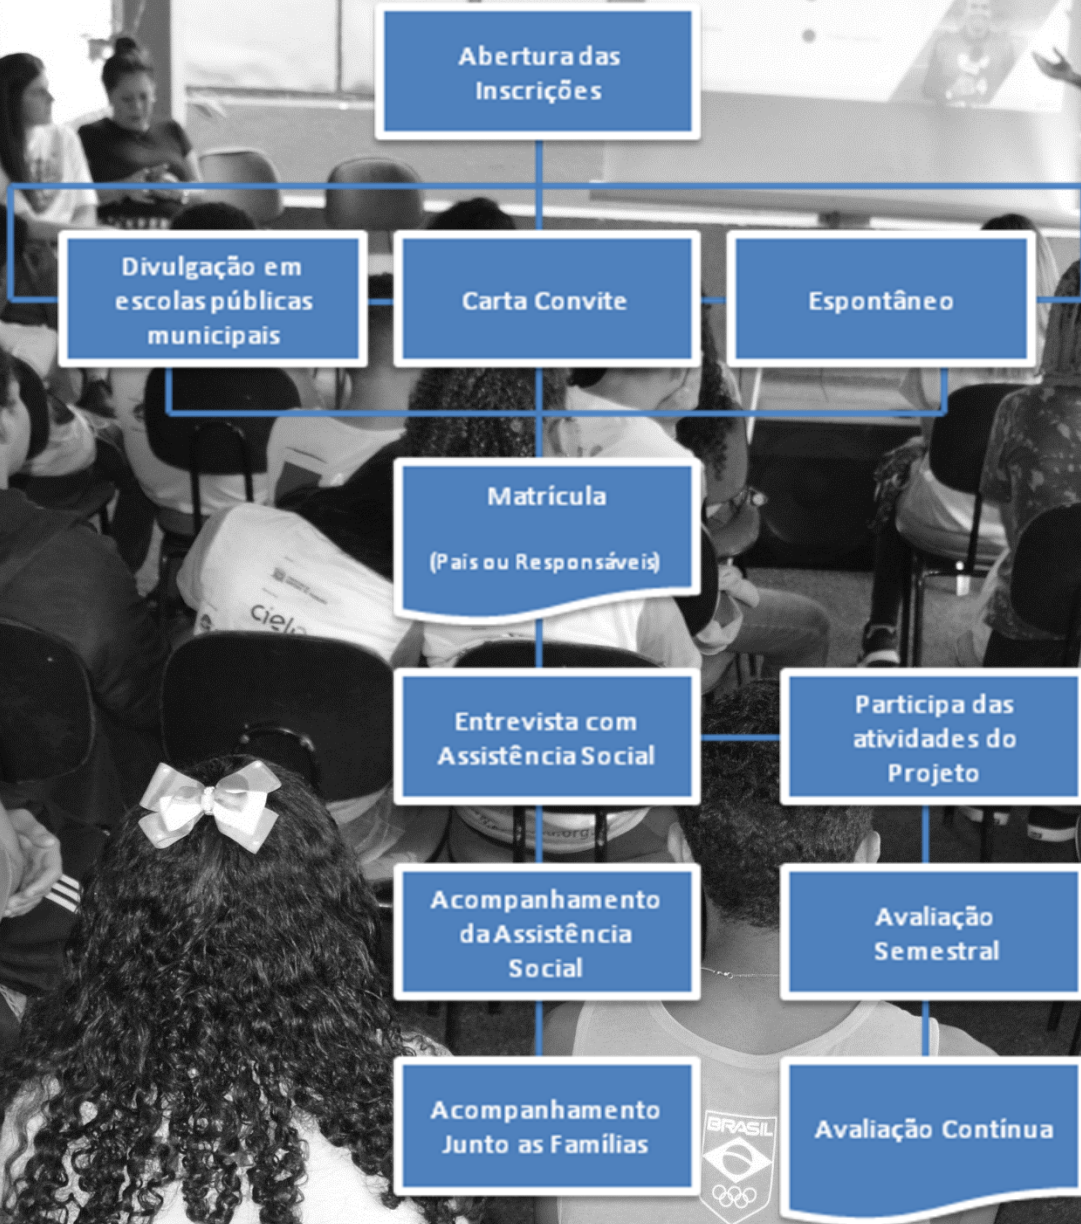 Abertura das
Inscrições
Divulgação em
escolas públicas
municipais
Carta Convite
Espontâneo
Matrícula
(Pais ou Responsáveis)
cielo
Entrevista com
Assistência Social
Participa das
atividades do
Projeto
Acompanhamento
da Assistência
Social
Avaliação
Semestral
Acompanhamento
Junto as Famílias
BRASIL
Avaliação Contínua